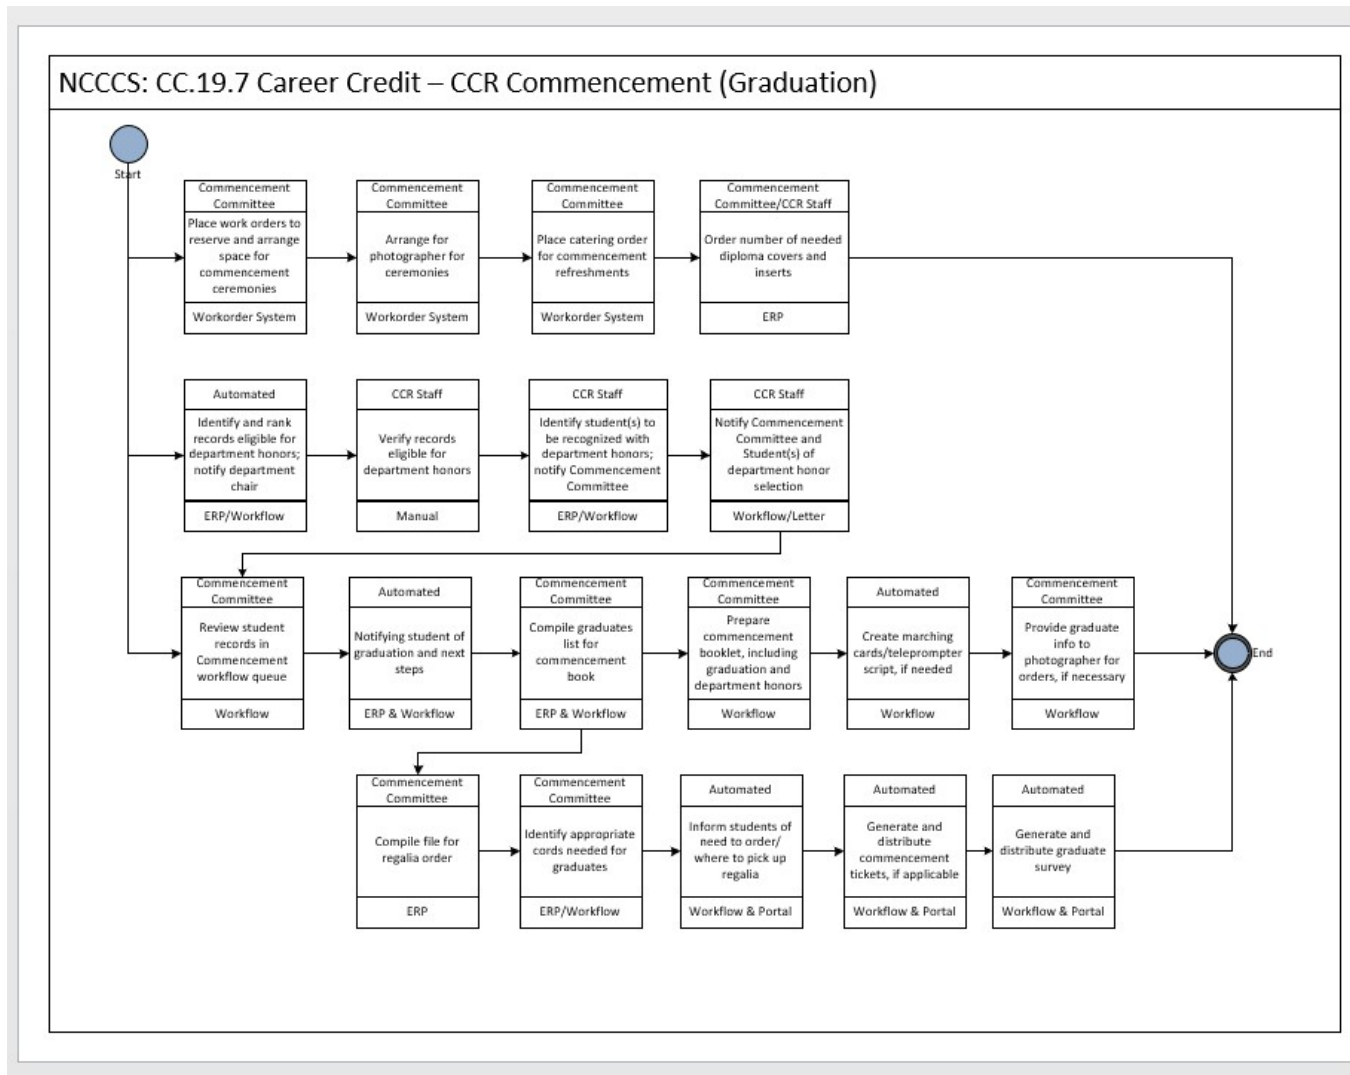 NCCCS: CC.19.7 Career Credit – CCR Commencement (Graduation)
Start
Commencement
Committee
Place work orders to
reserve and arrange
space for
commencement
ceremonies
Workorder System
Commencement
Committee
Arrange for
photographer for
ceremonies
Workorder System
Commencement
Committee
Place catering order
for commencement
refreshments
Workorder System
Commencement
Committee/CCR Staff
Order number of needed
diploma covers and
inserts
ERP
Automated
Identify and rank
records eligible for
department honors;
notify department
chair
ERP/Workflow
CCR Staff
Verify records
eligible for
department honors
Manual
CCR Staff
Identify student(s) to
be recognized with
department honors;
notify Commencement
Committee
ERP/Workflow
CCR Staff
Notify Commencement
Committee and
Student(s) of
department honor
selection
Workflow/Letter
Commencement
Committee
Review student
records in
Commencement
workflow queue
Workflow
Automated
Notifying student of
graduation and next
steps
ERP & Workflow
Commencement
Committee
Compile graduates
list for
commencement
book
ERP & Workflow
Commencement
Committee
Prepare
commencement
booklet, including
graduation and
department honors
Workflow
Automated
Create marching
cards/teleprompter
script, if needed
Workflow
Commencement
Committee
Provide graduate
info to
photographer for
orders, if necessary
Workflow
End
Commencement
Committee
Compile file for
regalia order
ERP
Commencement
Committee
Identify appropriate
cords needed for
graduates
ERP/Workflow
Automated
Inform students of
need to order/
where to pick up
regalia
Workflow & Portal
Automated
Generate and
distribute
commencement
tickets, if applicable
Workflow & Portal
Automated
Generate and
distribute graduate
survey
Workflow & Portal